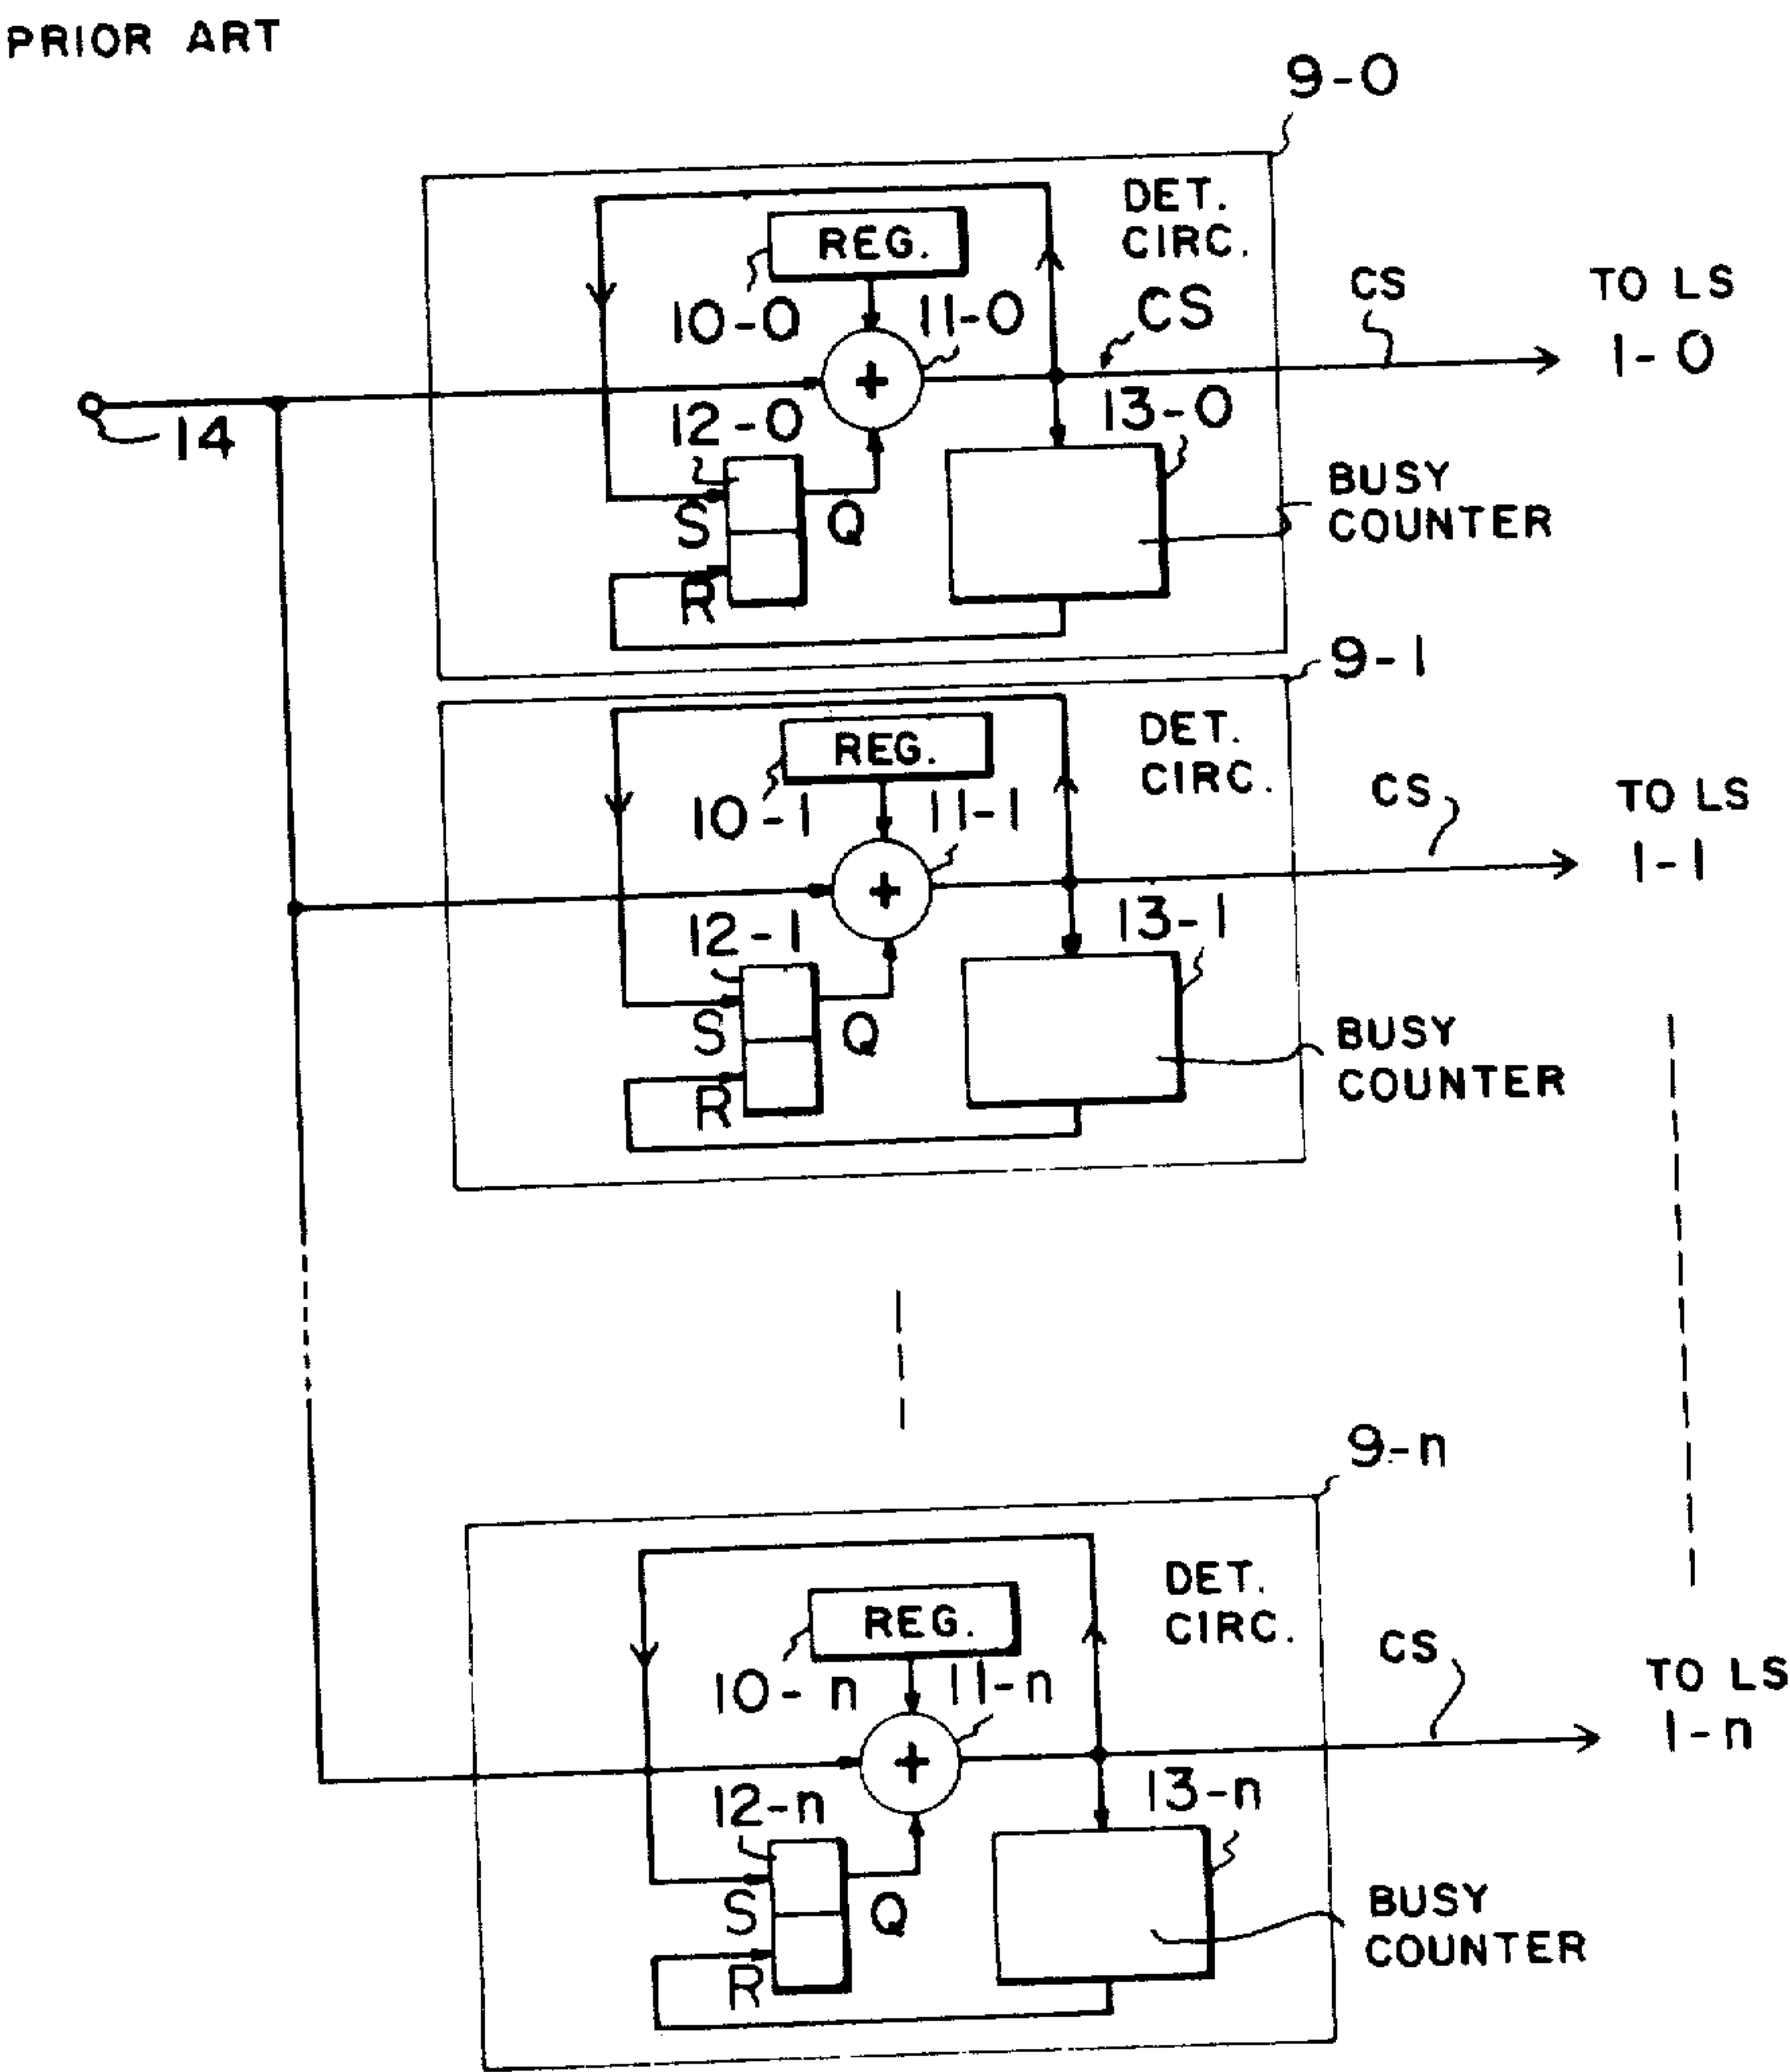 PRIOR ART
9-0
DET.
CIRC.
REG.
10-0
11-0
CS
CS
TO LS
1-0
14
12-0
13-0
S
Q
R
BUSY
COUNTER
9-1
DET.
CIRC.
REG.
10-1
11-1
CS
TO LS
1-1
12-1
13-1
S
Q
R
BUSY
COUNTER
9-n
DET.
CIRC.
REG.
10-n
11-n
CS
TO LS
1-n
12-n
13-n
S
Q
R
BUSY
COUNTER